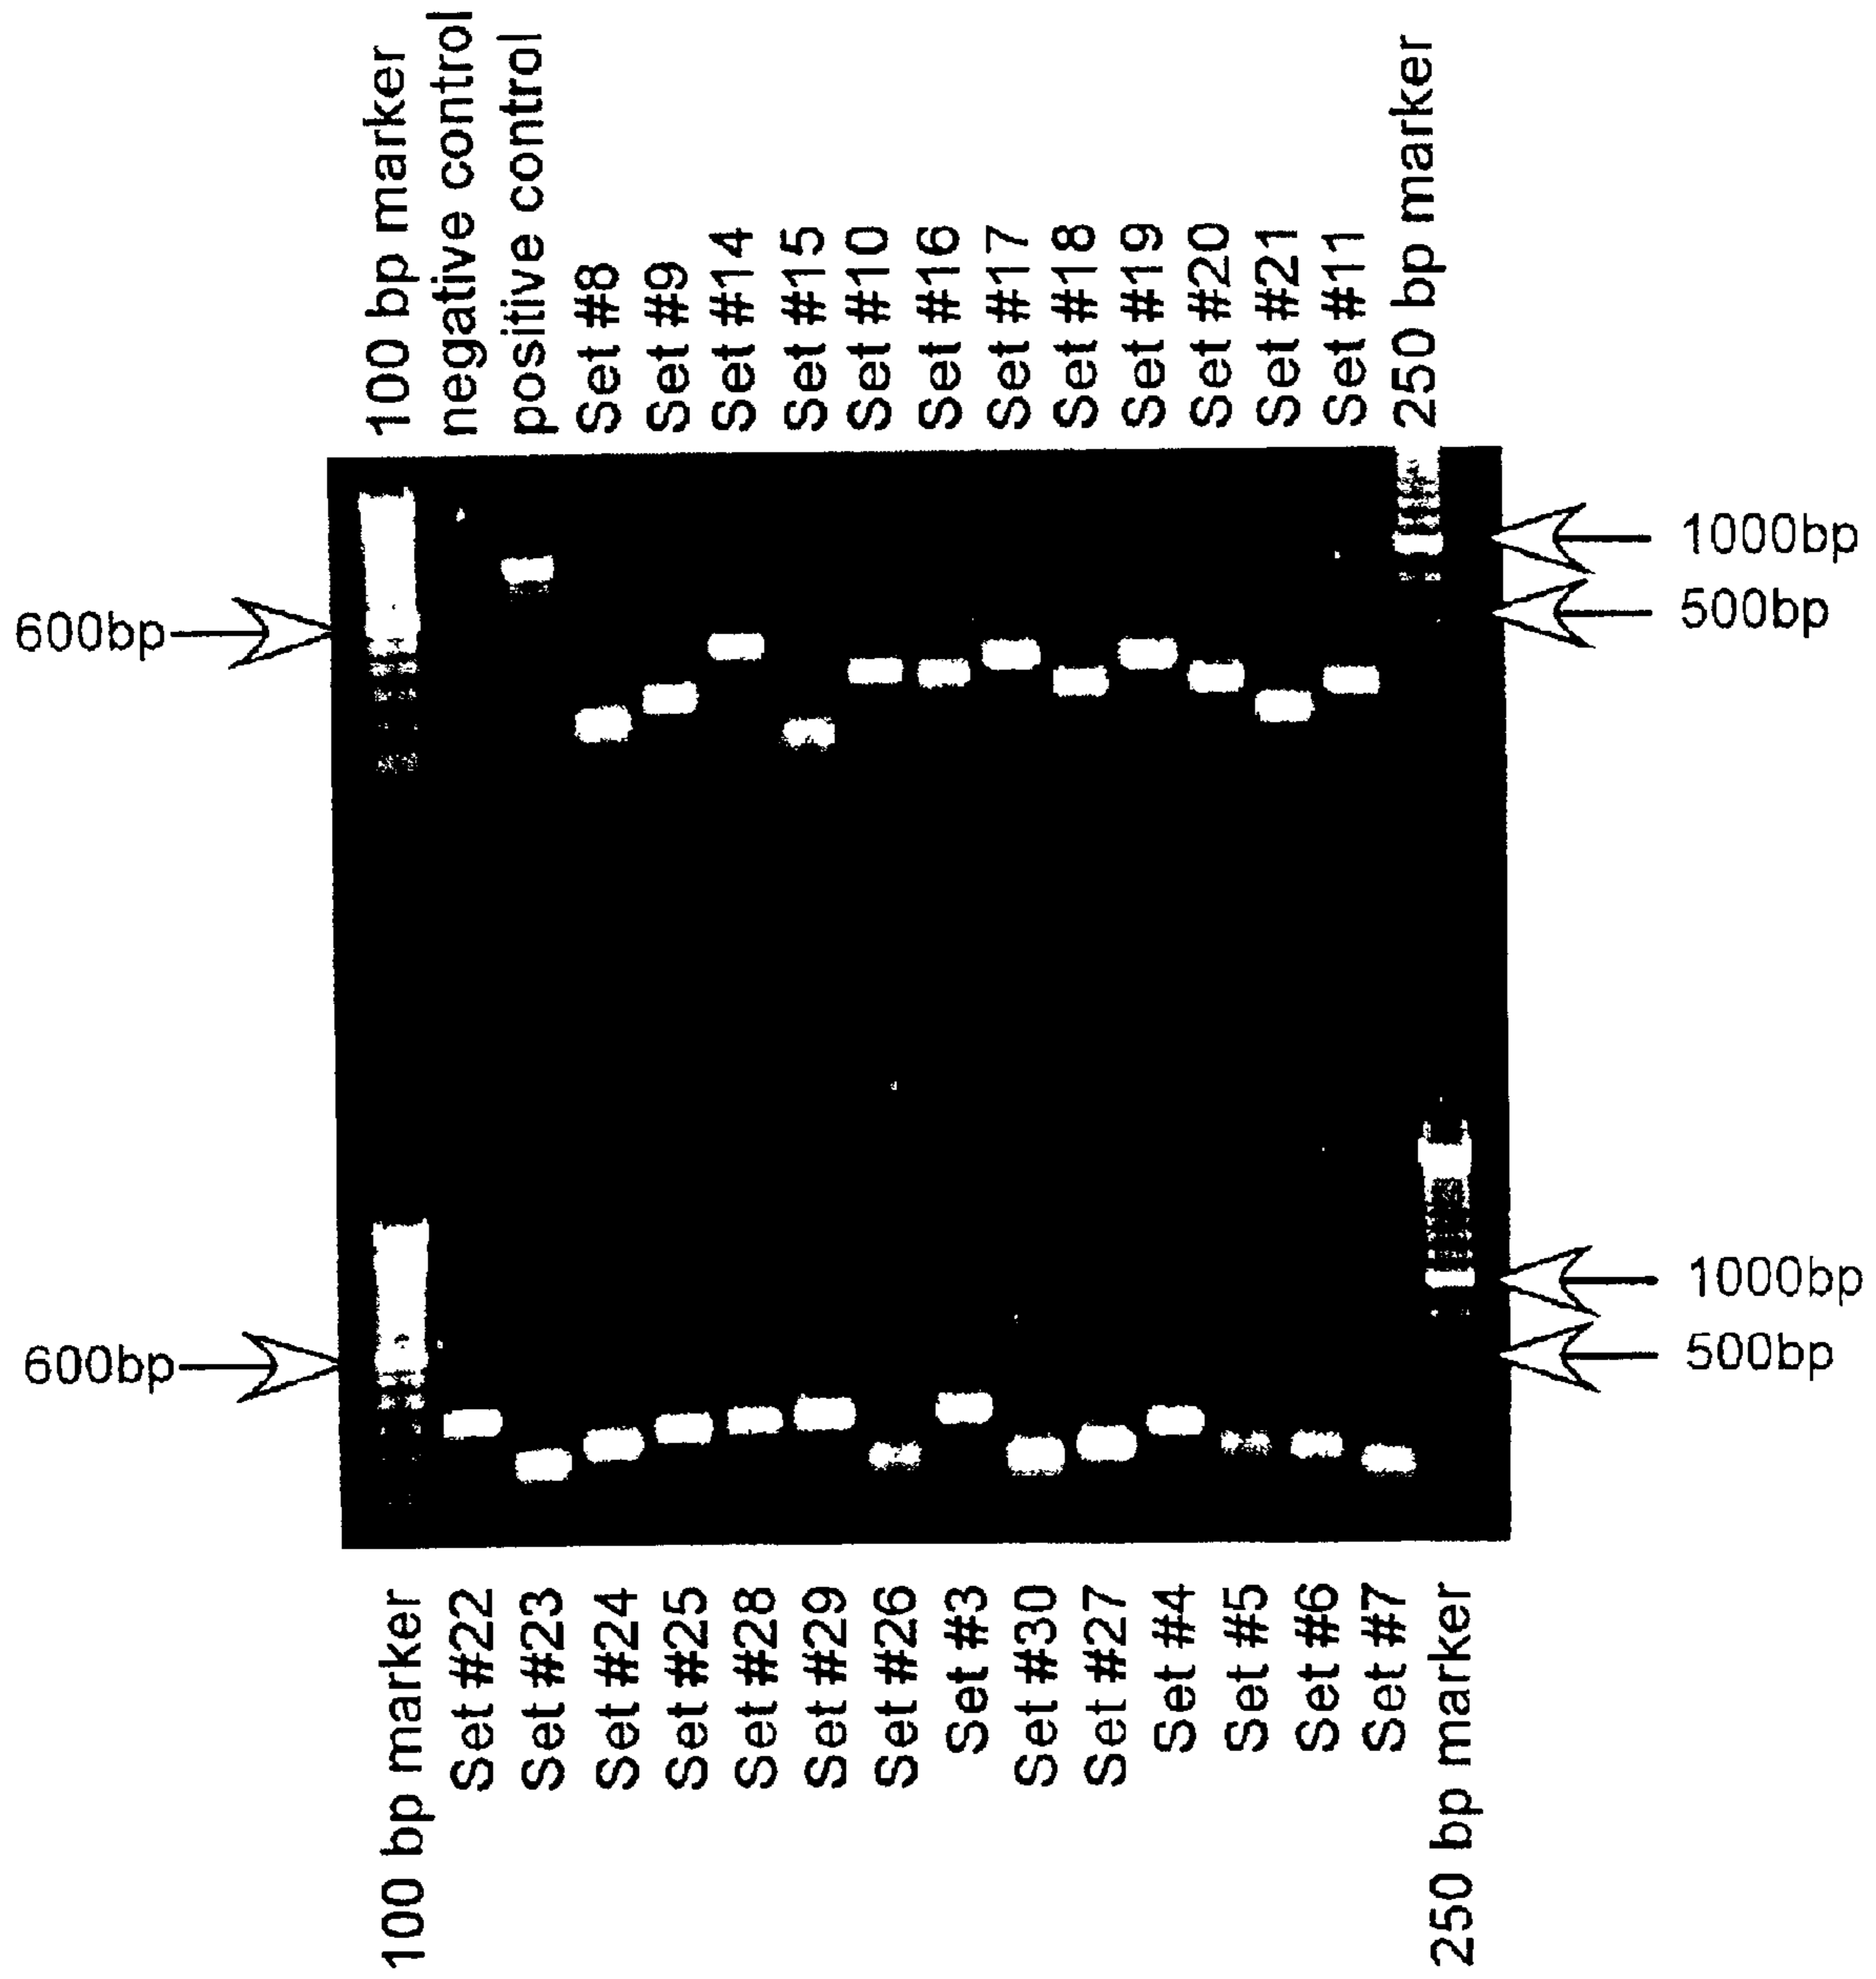 100 bp marker
negative control
positive control
Set #8
Set #9
Set #14
Set #15
Set #10
Set #16
Set #17
Set #18
Set #19
Set #20
Set #21
Set #11
250 bp marker
1000bp
500bp
600bp
1000bp
500bp
600bp
100 bp marker
Set #22
Set #23
Set #24
Set #25
Set #28
Set #29
Set #26
Set #3
Set #30
Set #27
Set #4
Set #5
Set #6
Set #7
250 bp marker